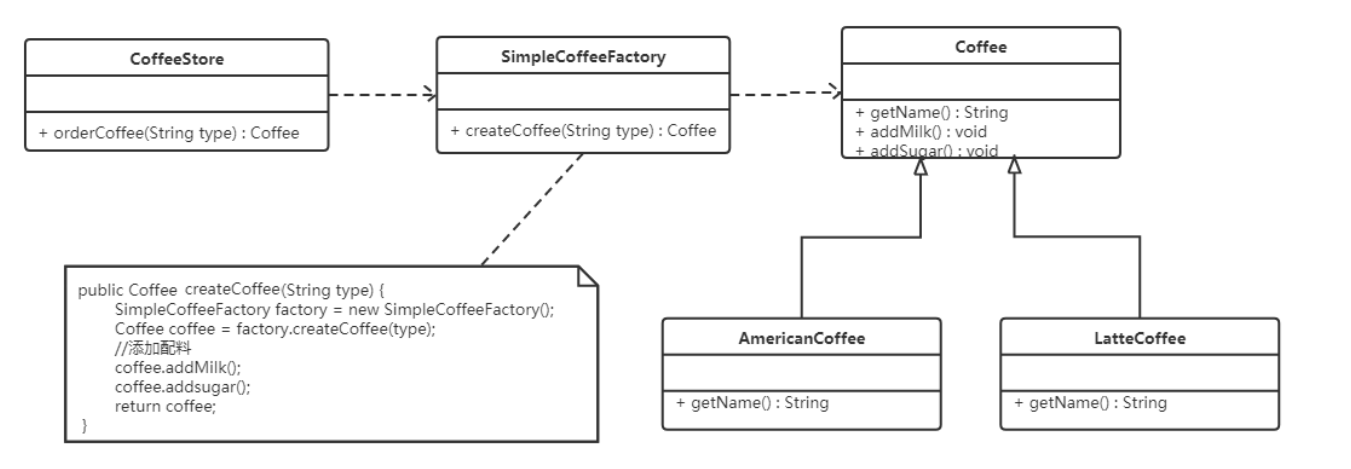 CoffeeStore
+ orderCoffee(String type) : Coffee
SimpleCoffeeFactory
+ createCoffee(String type) : Coffee
Coffee
+ getName() : String
+ addMilk() : void
+ addSugar() : void
public Coffee createCoffee(String type) {
SimpleCoffeeFactory factory = new SimpleCoffeeFactory();
Coffee coffee = factory.createCoffee(type);
//添加配料
coffee.addMilk();
coffee.addsugar();
return coffee;
}
AmericanCoffee
+ getName() : String
LatteCoffee
+ getName() : String